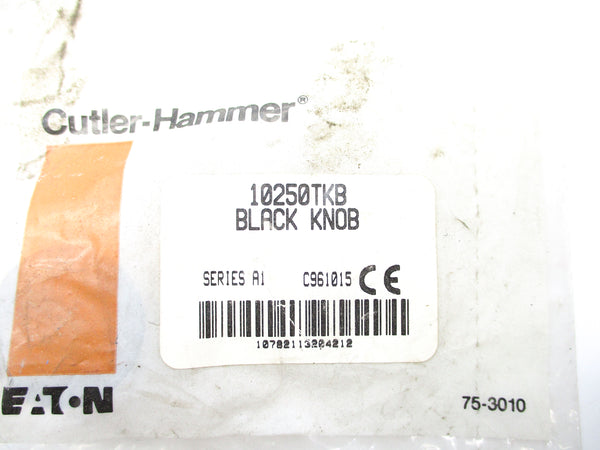 Cutler-Hammer®
10250TKB
BLACK KNOB
SERIES A1 C961015 CE
10782113204212
EATON 75-3010